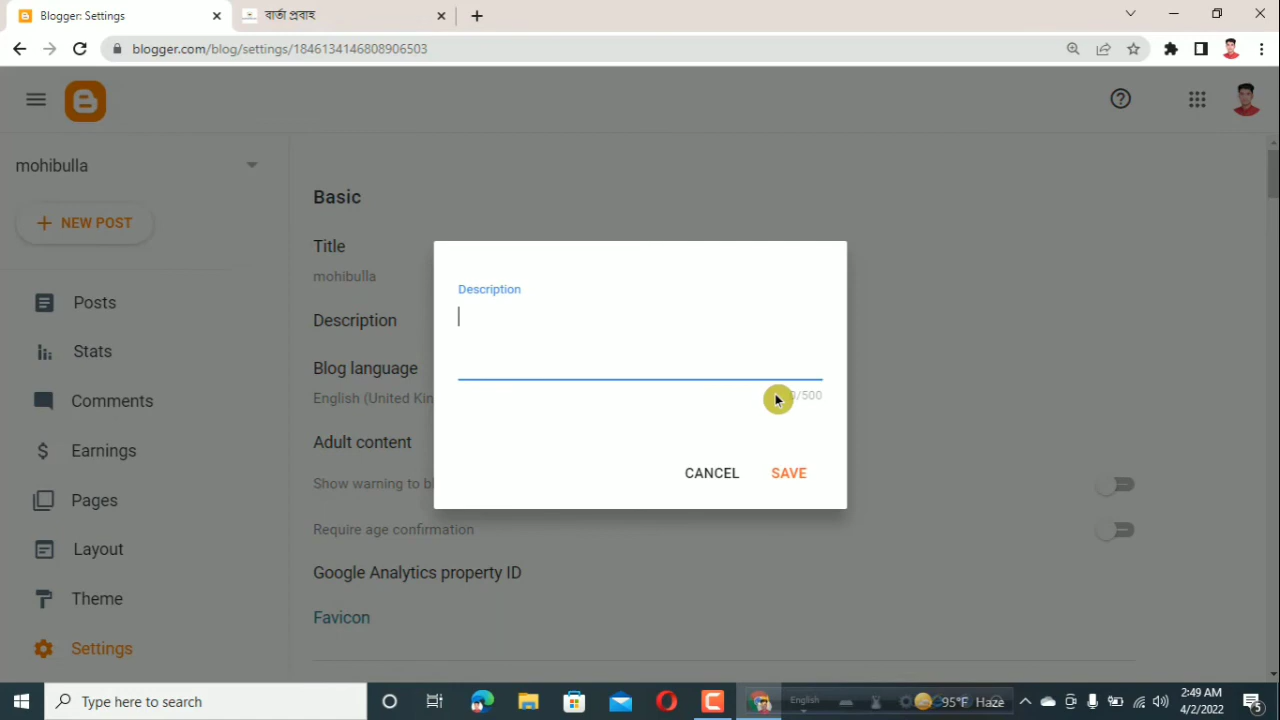 Blogger: Settings
বার্তা প্রবাহ
blogger.com/blog/settings/1846134146808906503
mohibulla
NEW POST
Posts
Stats
Comments
Earnings
Pages
Layout
Theme
Settings
Basic
Title
mohibulla
Description
Blog language
English (United Kin
Adult content
Show warning to bl
Require age confirmation
Google Analytics property ID
Favicon
Description
/500
CANCEL SAVE
Type here to search
English
95°F Haze
2:49 AM
4/2/2022
5